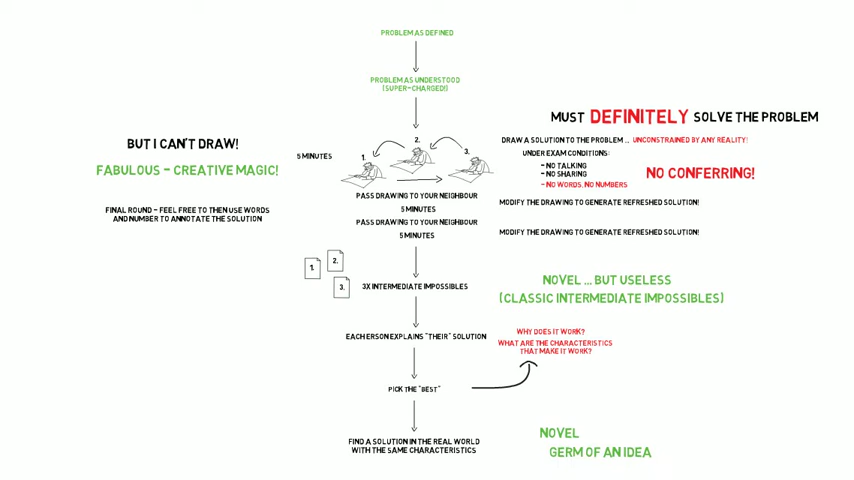 PROBLEM AS DEFINED
PROBLEM AS UNDERSTOOD
(SUPER-CHARGED!)
MUST DEFINITELY SOLVE THE PROBLEM
BUT I CAN'T DRAW!
FABULOUS - CREATIVE MAGIC!
FINAL ROUND - FEEL FREE TO THEN USE WORDS
AND NUMBER TO ANNOTATE THE SOLUTION
5 MINUTES
1.
2.
3.
DRAW A SOLUTION TO THE PROBLEM ... UNCONSTRAINED BY ANY REALITY!
UNDER EXAM CONDITIONS:
- NO TALKING
- NO SHARING
- NO WORDS, NO NUMBERS
NO CONFERRING!
PASS DRAWING TO YOUR NEIGHBOUR
5 MINUTES
MODIFY THE DRAWING TO GENERATE REFRESHED SOLUTION!
PASS DRAWING TO YOUR NEIGHBOUR
5 MINUTES
MODIFY THE DRAWING TO GENERATE REFRESHED SOLUTION!
1.
2.
3.
3X INTERMEDIATE IMPOSSIBLES
NOVEL ... BUT USELESS
(CLASSIC INTERMEDIATE IMPOSSIBLES)
EACH ERSON EXPLAINS "THEIR" SOLUTION
WHY DOES IT WORK?
WHAT ARE THE CHARACTERISTICS
THAT MAKE IT WORK?
PICK THE "BEST"
FIND A SOLUTION IN THE REAL WORLD
WITH THE SAME CHARACTERISTICS
NOVEL
GERM OF AN IDEA